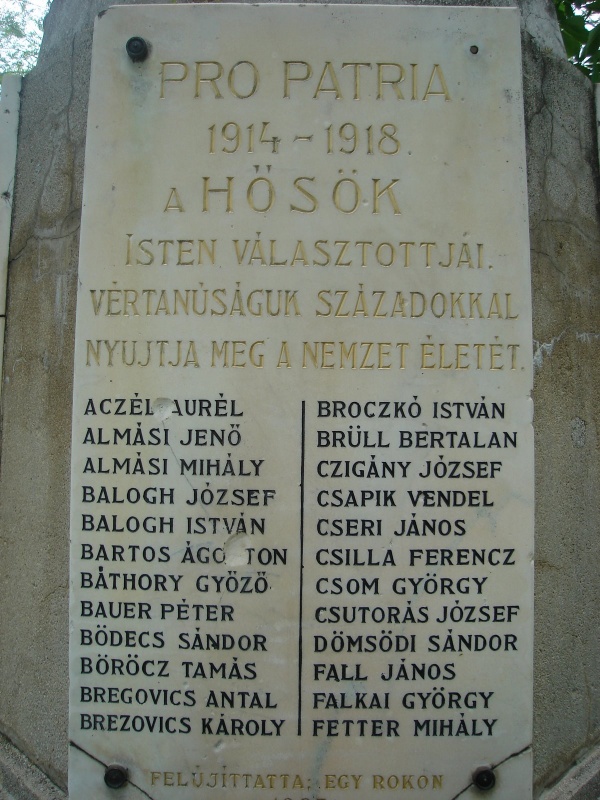 PRO PATRIA
1914 - 1918.
A HŐSÖK
ISTEN VÁLASZTOTTJÁI.
VÉRTANÚSÁGUK SZÁZADOKKAL
NYUJTJA MEG A NEMZET ÉLETÉT.
ACZÉL AURÉL
ALMÁSI JENŐ
ALMÁSI MIHÁLY
BALOGH JÓZSEF
BALOGH ISTVÁN
BARTOS
BÁTHORY GYŐZŐ
BAUER PÉTER
BÖDECS SÁNDOR
BÖRÖCZ TAMÁS
BREGOVICS ANTAL
BREZOVICS KÁROLY
BROCZKÓ ISTVÁN
BRÜLL BERTALAN
CZIGÁNY JÓZSEF
CSAPIK VENDEL
CSERI JÁNOS
CSILLA FERENCZ
CSOM GYÖRGY
CSUTORÁS JÓZSEF
DÖMSÖDI SÁNDOR
FALL JÁNOS
FALKAI GYÖRGY
FETTER MIHÁLY
FELÚJÍTTATTA: EGY ROKON